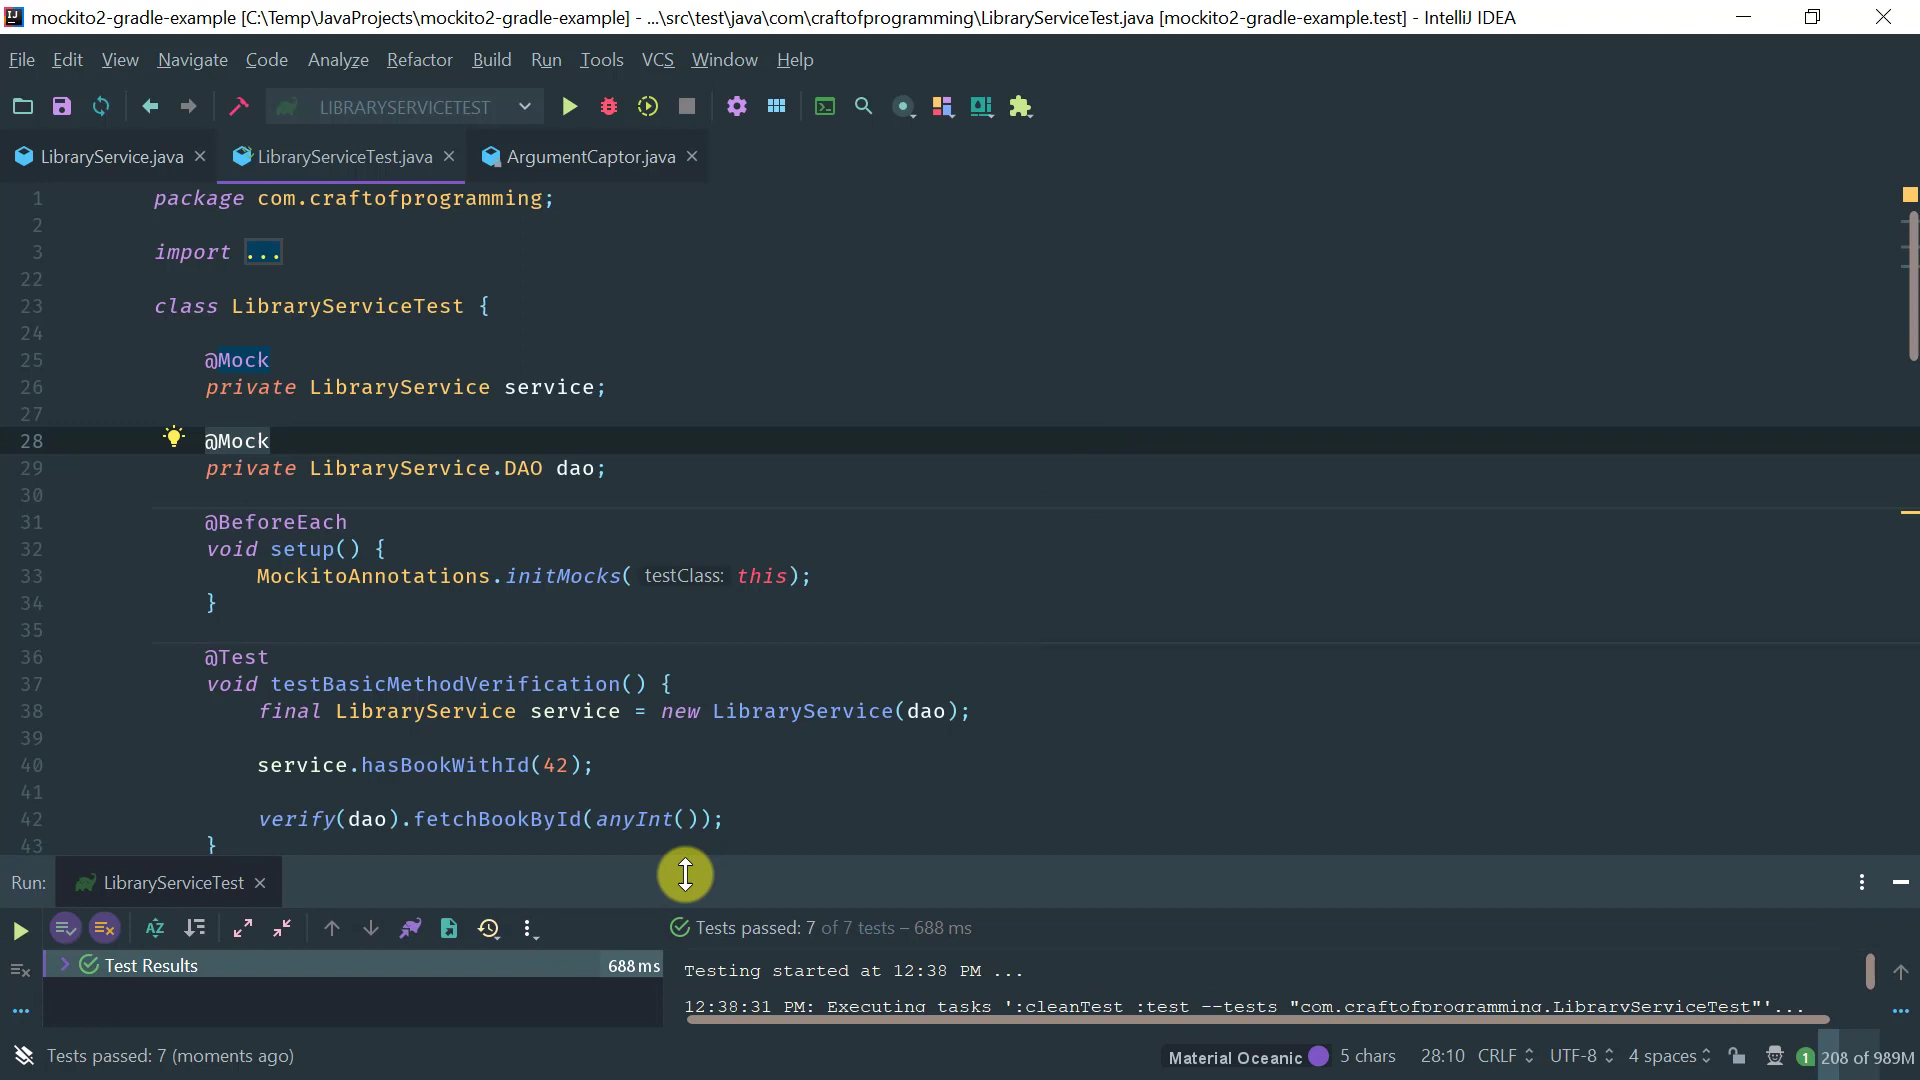 mockito2-gradle-example [C:\Temp\JavaProjects\mockito2-gradle-example] - ...\src\test\java\com\craftofprogramming\LibraryServiceTest.java [mockito2-gradle-example.test] - IntelliJ IDEA
File Edit View Navigate Code Analyze Refactor Build Run Tools VCS Window Help
LIBRARYSERVICETEST
LibraryService.java LibraryServiceTest.java ArgumentCaptor.java
1 package com.craftofprogramming;
2
3 import ...
22
23 class LibraryServiceTest {
24
25 @Mock
26 private LibraryService service;
27
28 @Mock
29 private LibraryService.DAO dao;
30
31 @BeforeEach
32 void setup() {
33 MockitoAnnotations.initMocks( testClass: this);
34 }
35
36 @Test
37 void testBasicMethodVerification() {
38 final LibraryService service = new LibraryService(dao);
39
40 service.hasBookWithId(42);
41
42 verify(dao).fetchBookById(anyInt());
43 }
Run: LibraryServiceTest
Tests passed: 7 of 7 tests – 688 ms
Test Results 688 ms
Testing started at 12:38 PM ...
12:38:31 PM: Executing tasks ':cleanTest :test --tests "com.craftofprogramming.LibraryServiceTest"'...
Tests passed: 7 (moments ago)
Material Oceanic 5 chars 28:10 CRLF UTF-8 4 spaces 1 208 of 989M